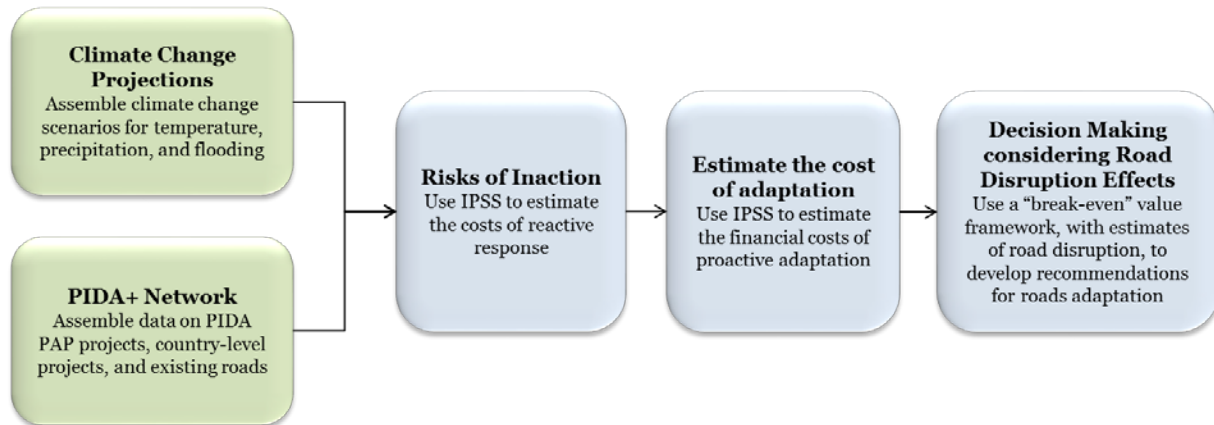 Climate Change
Projections
Assemble climate change
scenarios for temperature,
precipitation, and flooding
PIDA+ Network
Assemble data on PIDA
PAP projects, country-level
projects, and existing roads
Risks of Inaction
Use IPSS to estimate
the costs of reactive
response
Estimate the cost
of adaptation
Use IPSS to estimate
the financial costs of
proactive adaptation
Decision Making
considering Road
Disruption Effects
Use a “break-even” value
framework, with estimates
of road disruption, to
develop recommendations
for roads adaptation